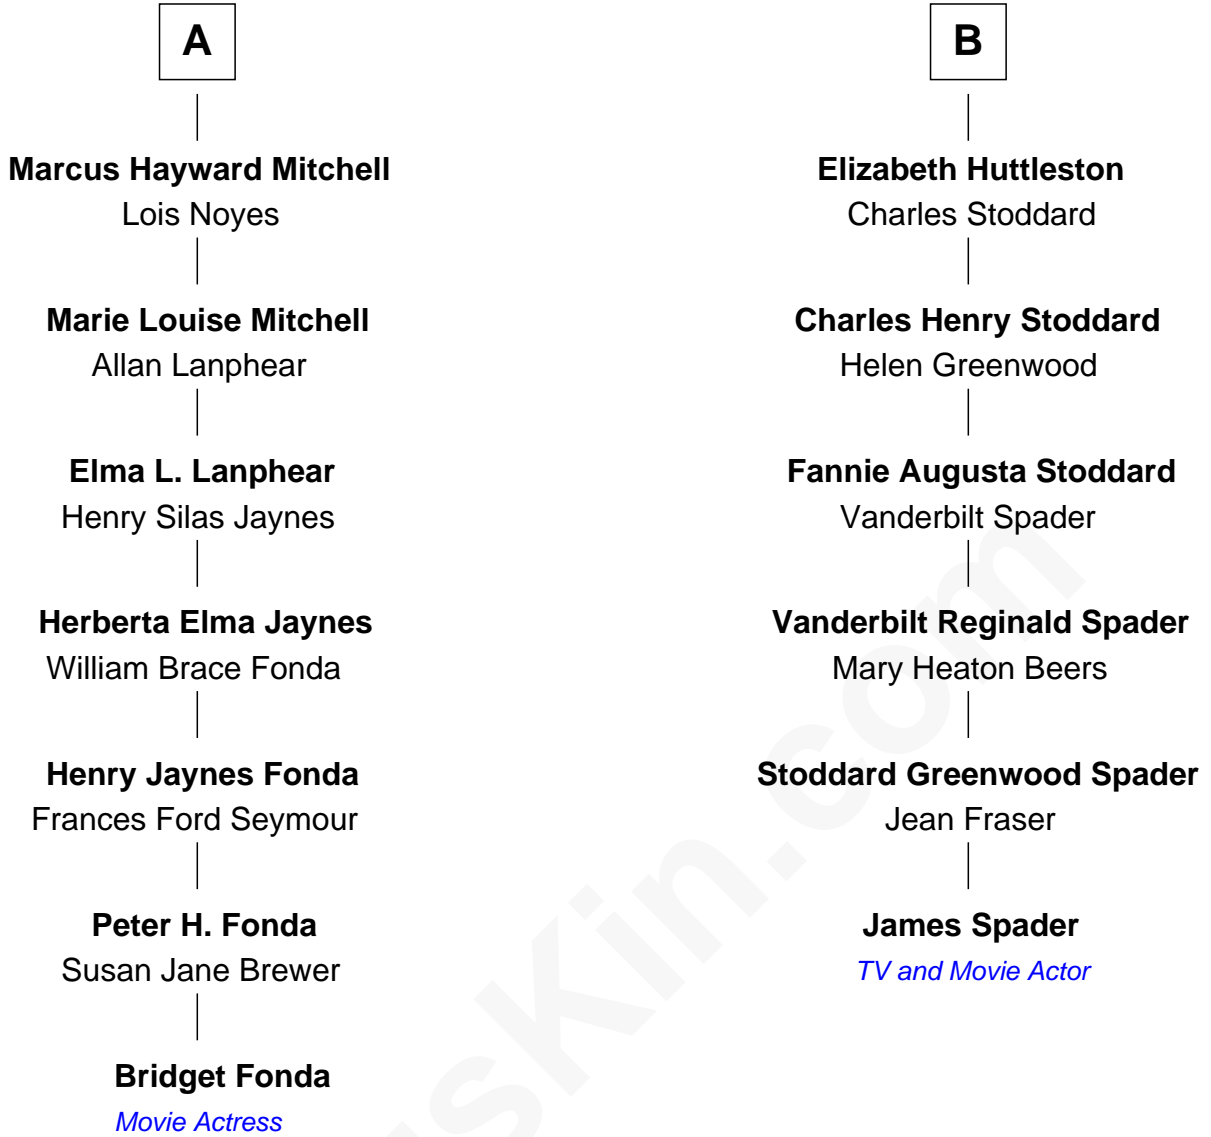 A
Marcus Hayward Mitchell
Lois Noyes
Marie Louise Mitchell
Allan Lanphear
Elma L. Lanphear
Henry Silas Jaynes
Herberta Elma Jaynes
William Brace Fonda
Henry Jaynes Fonda
Frances Ford Seymour
Peter H. Fonda
Susan Jane Brewer
Bridget Fonda
Movie Actress
B
Elizabeth Huttleston
Charles Stoddard
Charles Henry Stoddard
Helen Greenwood
Fannie Augusta Stoddard
Vanderbilt Spader
Vanderbilt Reginald Spader
Mary Heaton Beers
Stoddard Greenwood Spader
Jean Fraser
James Spader
TV and Movie Actor
sKin.com